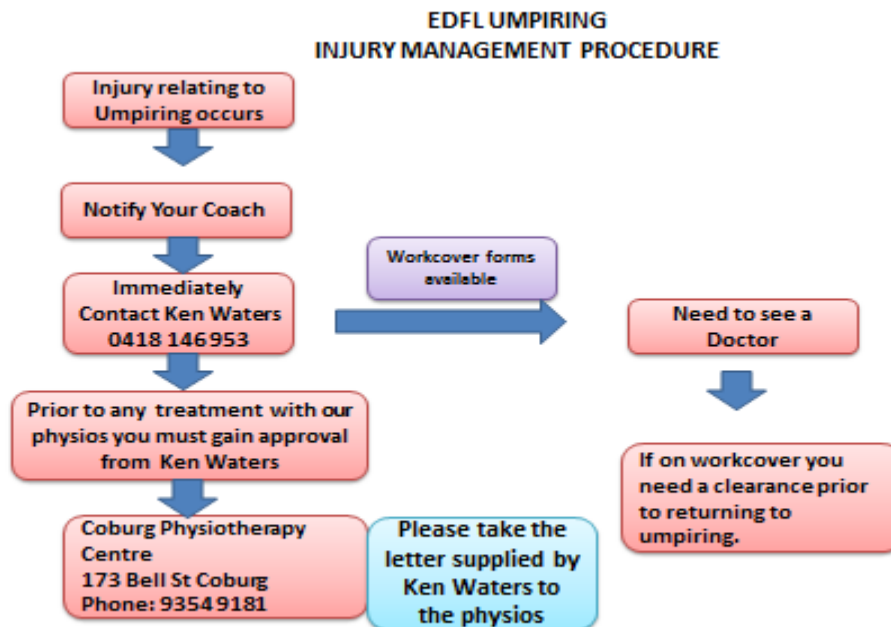 EDFL UMPIRING
INJURY MANAGEMENT PROCEDURE
Injury relating to
Umpiring occurs
Notify Your Coach
Immediately
Contact Ken Waters
0418 146 953
Workcover forms
available
Need to see a
Doctor
Prior to any treatment with our
physios you must gain approval
from Ken Waters
If on workcover you
need a clearance prior
to returning to
umpiring.
Coburg Physiotherapy
Centre
173 Bell St Coburg
Phone: 9354 9181
Please take the
letter supplied by
Ken Waters to
the physios